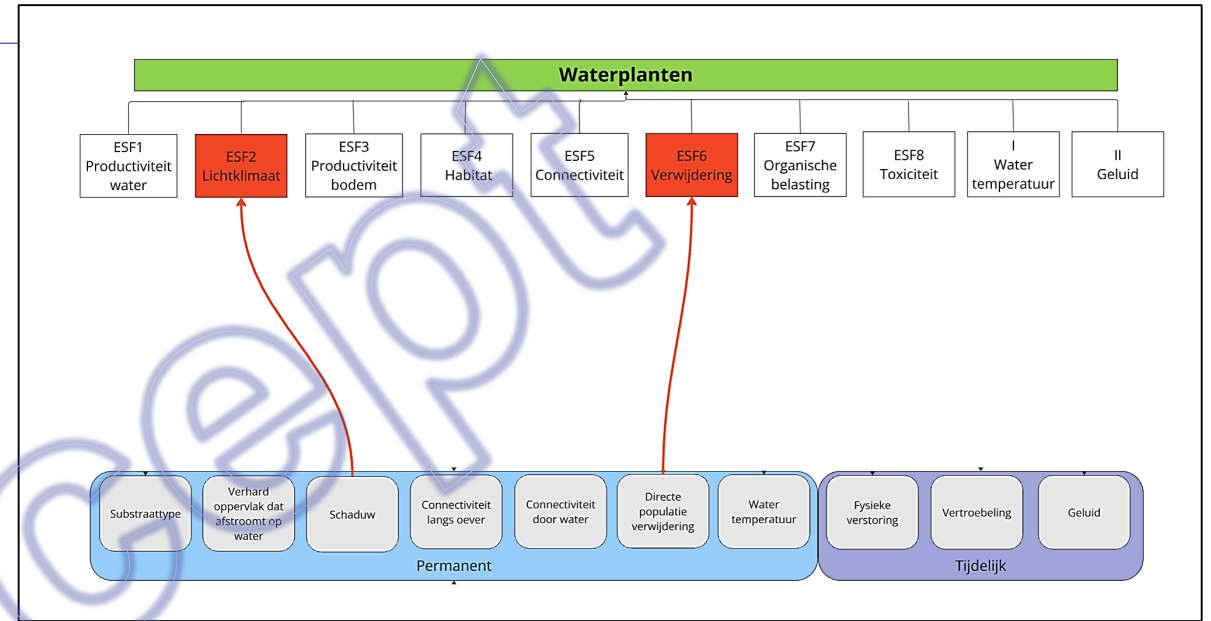 Waterplanten
ESF1
Productiviteit
water
ESF2
Lichtklimaat
ESF3
Productiviteit
bodem
ESF4
Habitat
ESF5
Connectiviteit
ESF6
Verwijdering
ESF7
Organische
belasting
ESF8
Toxiciteit
I
Water
temperatuur
II
Geluid
Substraattype
Verhard
oppervlak dat
afstroomt op
water
Schaduw
Connectiviteit
langs oever
Connectiviteit
door water
Directe
populatie
verwijdering
Water
temperatuur
Fysieke
verstoring
Vertroebeling
Geluid
Permanent
Tijdelijk
cept